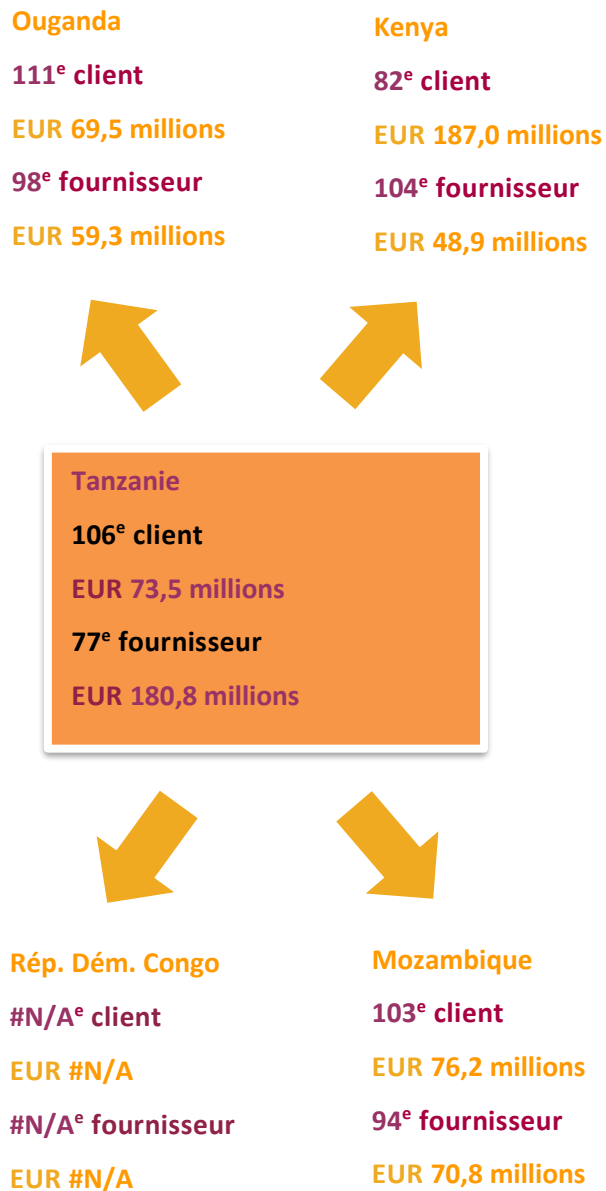 Ouganda
111e client
EUR 69,5 millions
98e fournisseur
EUR 59,3 millions
Kenya
82e client
EUR 187,0 millions
104e fournisseur
EUR 48,9 millions
Tanzanie
106e client
EUR 73,5 millions
77e fournisseur
EUR 180,8 millions
Rép. Dém. Congo
#N/Ae client
EUR #N/A
#N/Ae fournisseur
EUR #N/A
Mozambique
103e client
EUR 76,2 millions
94e fournisseur
EUR 70,8 millions